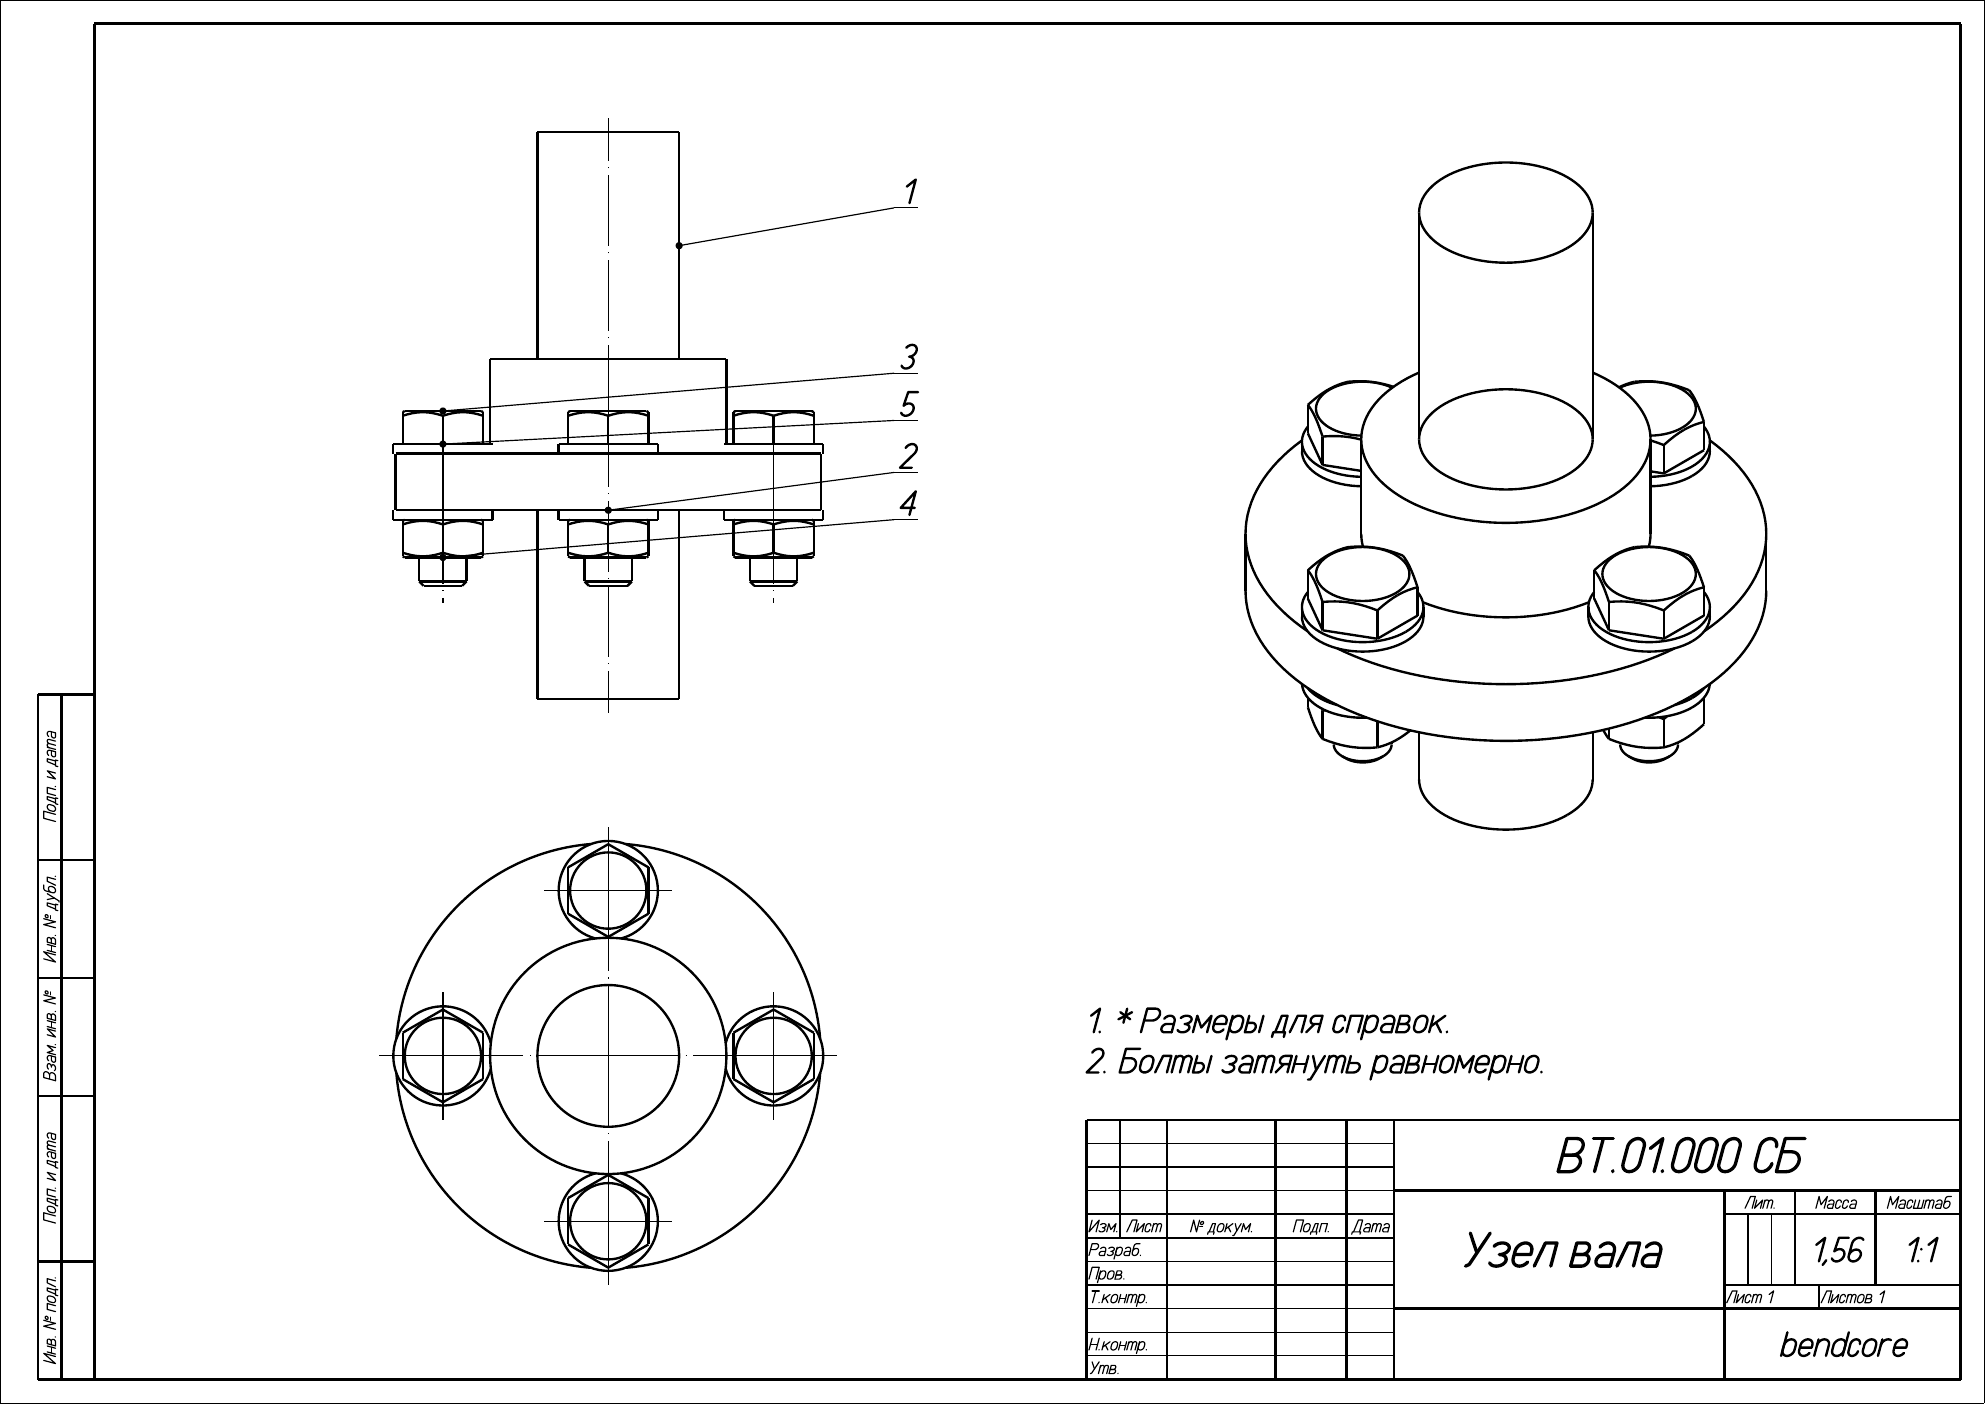 1
3
5
2
4
1. * Размеры для справок.
2. Болты затянуть равномерно.
ВТ.01.000 СБ
Лит.
Масса
Масштаб
Узел вала
1,56
1:1
Лист 1
Листов 1
bendcore
Изм.
Лист
№ докум.
Подп.
Дата
Разраб.
Пров.
Т.контр.
Н.контр.
Утв.
Подп. и дата
Инв. № дубл.
Взам. инв. №
Подп. и дата
Инв. № подл.